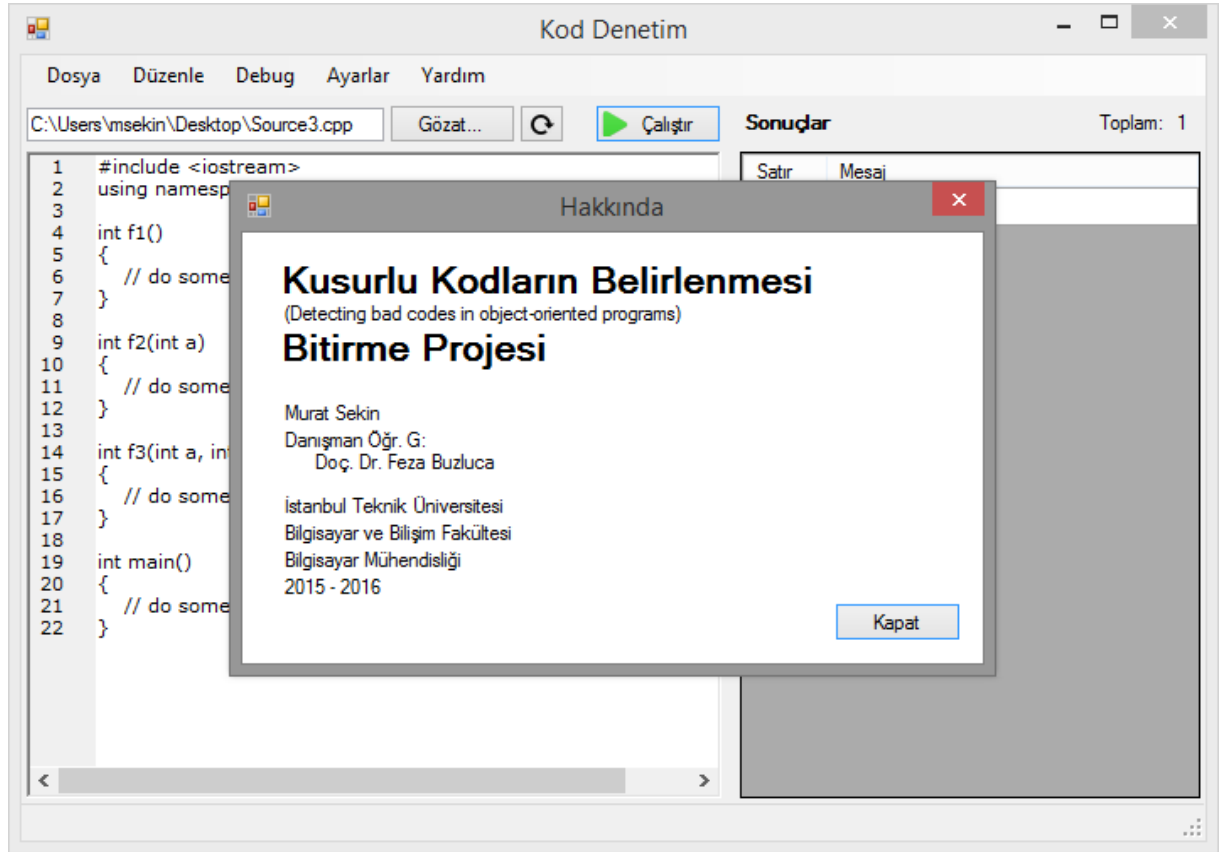 Kod Denetim
Dosya Düzenle Debug Ayarlar Yardım
C:\Users\msekin\Desktop\Source3.cpp Gözat... Çalıştır Sonuçlar Toplam: 1
Satır Mesaj
1 #include <iostream>
2 using namesp
3
4 int f1()
5 {
6 // do some
7 }
8
9 int f2(int a)
10 {
11 // do some
12 }
13
14 int f3(int a, in
15 {
16 // do some
17 }
18
19 int main()
20 {
21 // do some
22 }
Hakkında
Kusurlu Kodların Belirlenmesi
(Detecting bad codes in object-oriented programs)
Bitirme Projesi
Murat Sekin
Danışman Öğr. G:
Doç. Dr. Feza Buzluca
İstanbul Teknik Üniversitesi
Bilgisayar ve Bilişim Fakültesi
Bilgisayar Mühendisliği
2015 - 2016
Kapat